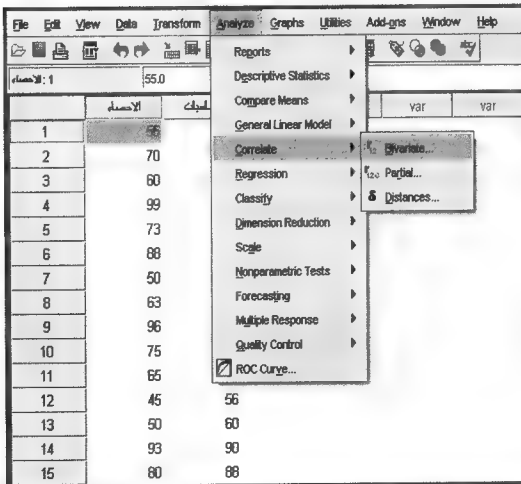 File Edit View Data Transform Analyze Graphs Utilities Add-ons Window Help
1 : الاحصاء 55.0
الاحصاء var var
Reports
Descriptive Statistics
Compare Means
General Linear Model
Correlate
Regression
Classify
Dimension Reduction
Scale
Nonparametric Tests
Forecasting
Multiple Response
Quality Control
ROC Curve...
Bivariate...
Partial...
δ Distances...
1 55
2 70
3 60
4 99
5 73
6 88
7 50
8 63
9 96
10 75
11 65
12 45 56
13 50 60
14 93 90
15 80 88